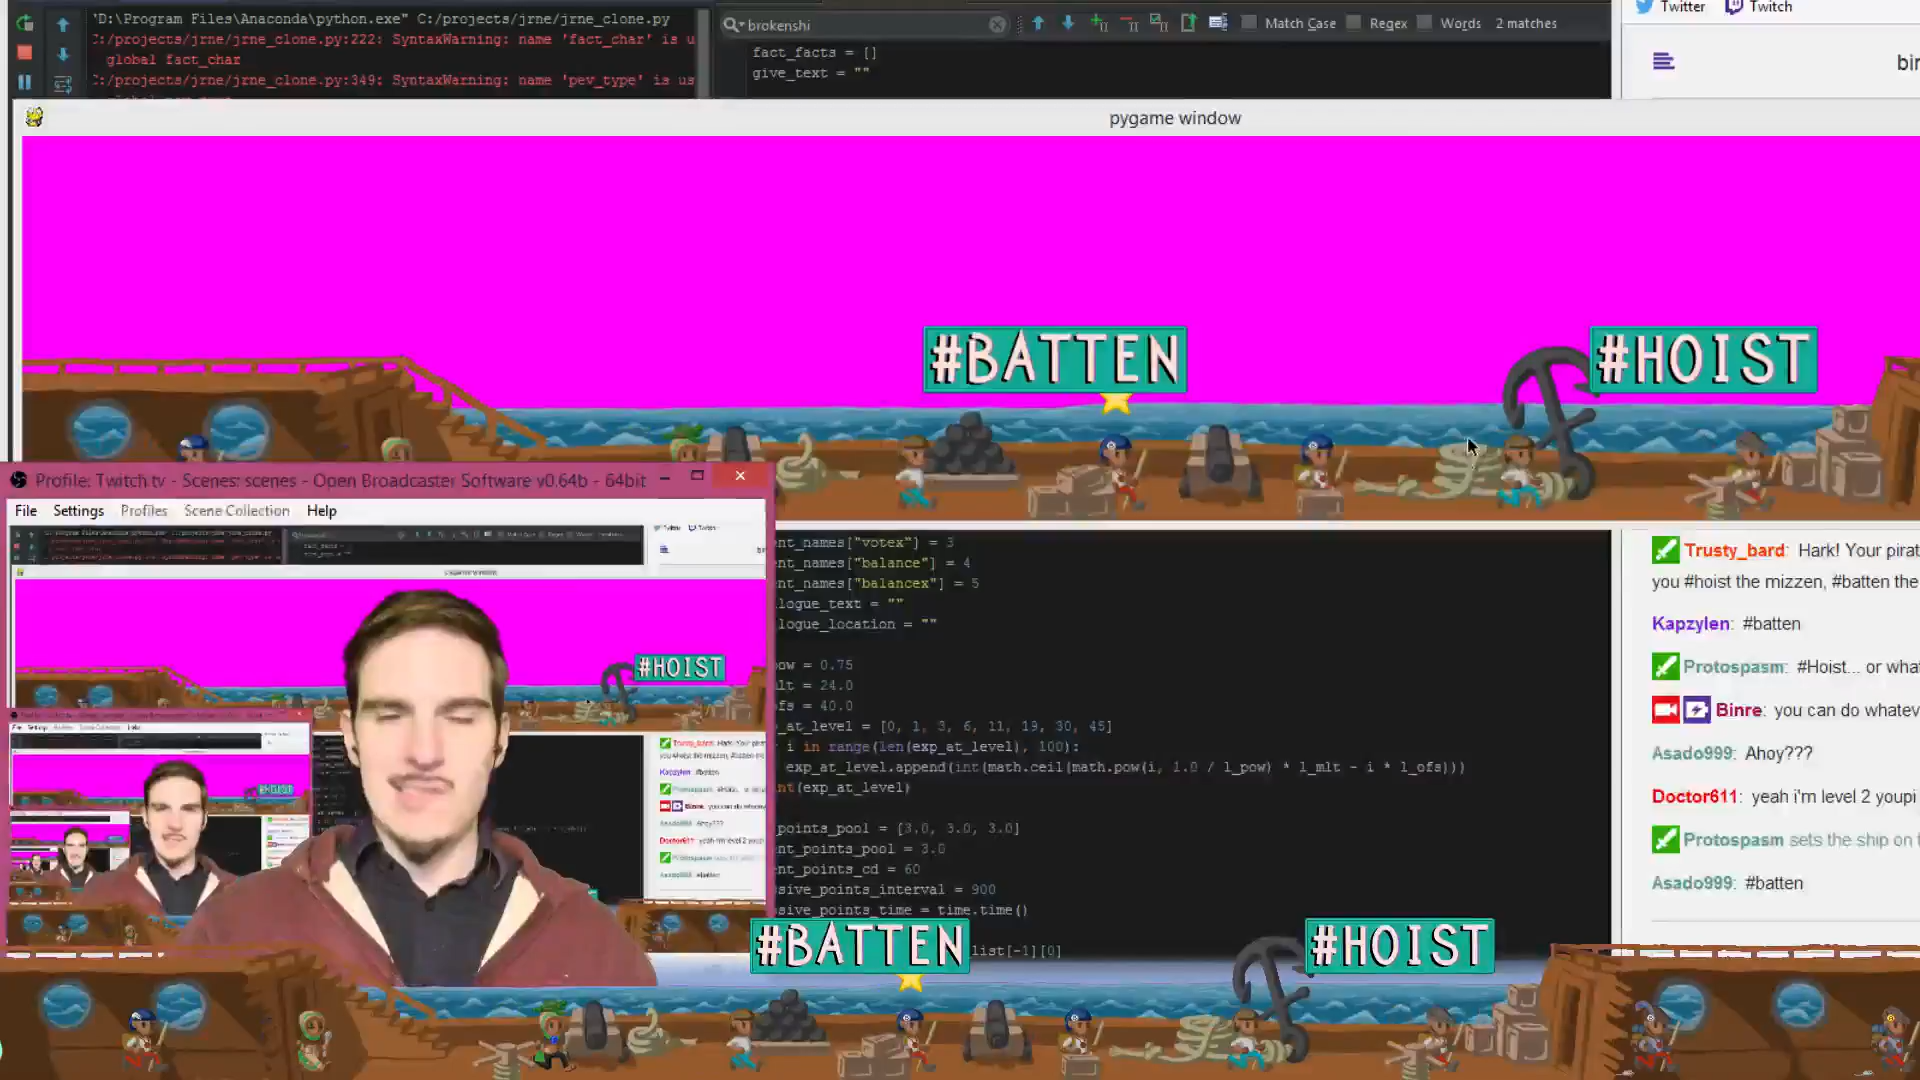 'D:\Program Files\Anaconda\python.exe" C:/projects/jrne/jrne_clone.py
C:/projects/jrne/jrne_clone.py:222: SyntaxWarning: name 'fact_char' is u
global fact_char
C:/projects/jrne/jrne_clone.py:349: SyntaxWarning: name 'pev_type' is us
brokenshi
Match Case
Regex
Words
2 matches
fact_facts = []
give_text = ""
Twitter
Twitch
bir
pygame window
#BATTEN
#HOIST
Profile: Twitch.tv - Scenes: scenes - Open Broadcaster Software v0.64b - 64bit
File Settings Profiles Scene Collection Help
#HOIST
#HOIST
nt_names["votex"] = 3
nt_names["balance"] = 4
nt_names["balancex"] = 5
logue_text = ""
logue_location = ""
ow = 0.75
lt = 24.0
fs = 40.0
_at_level = [0, 1, 3, 6, 11, 19, 30, 45]
i in range(len(exp_at_level), 100):
exp_at_level.append(int(math.ceil(math.pow(i, 1.0 / l_pow) * l_mlt - i * l_ofs)))
nt(exp_at_level)
points_pool = [3.0, 3.0, 3.0]
nt_points_pool = 3.0
nt_points_cd = 60
sive_points_interval = 900
sive_points_time = time.time()
list[-1][0]
Trusty_bard: Hark! Your pirat
you #hoist the mizzen, #batten the
Kapzylen: #batten
Protospasm: #Hoist... or what
Binre: you can do whatev
Asado999: Ahoy???
Doctor611: yeah i'm level 2 youpi
Protospasm sets the ship on
Asado999: #batten
#BATTEN
#HOIST